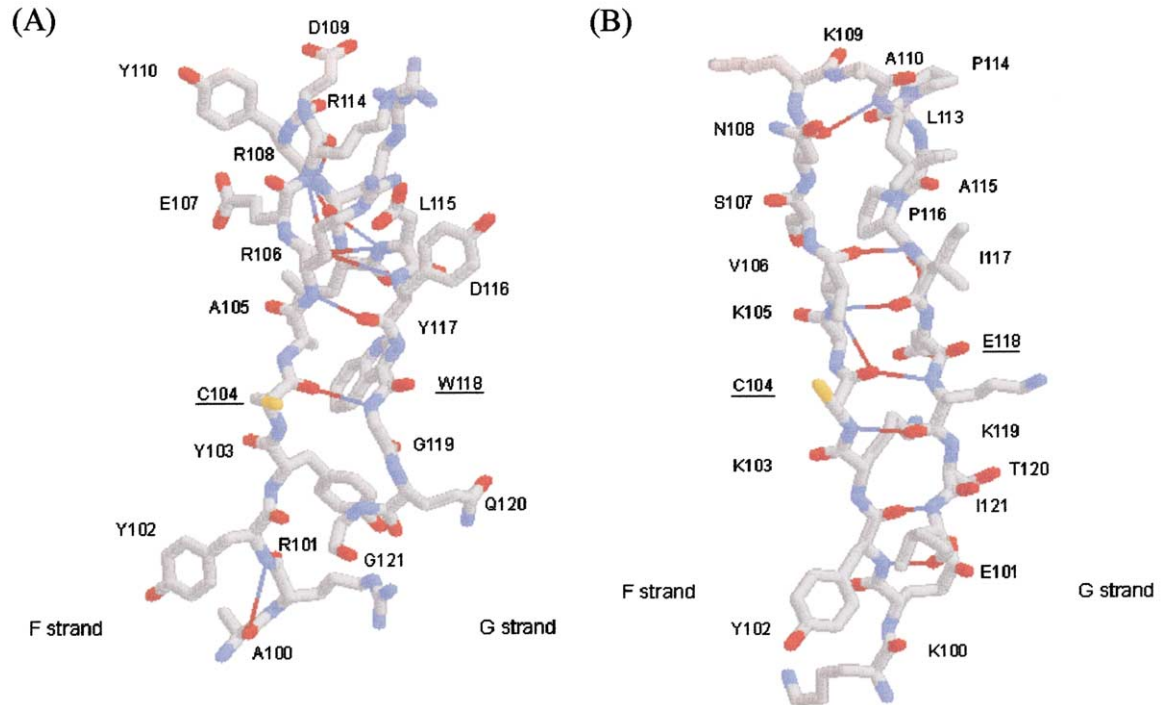 (A)
D109
Y110
R114
R108
E107
L115
R106
D116
A105
Y117
C104
W118
Y103
G119
Q120
Y102
R101
G121
F strand
G strand
A100
(B)
K109
A110
P114
N108
L113
A115
S107
P116
V106
I117
K105
E118
C104
K119
K103
T120
I121
E101
F strand
G strand
Y102
K100